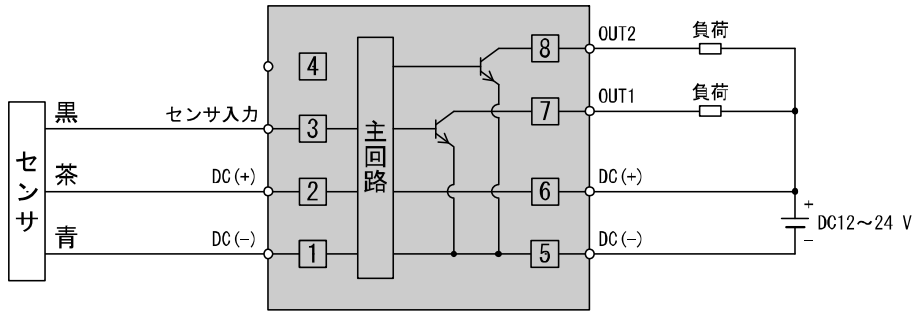 OUT2
負荷
8
4
OUT1
負荷
7
黒
センサ入力
3
主回路
センサ
茶
DC(+)
2
6
DC(+)
+
DC12～24 V
−
青
DC(−)
1
5
DC(−)